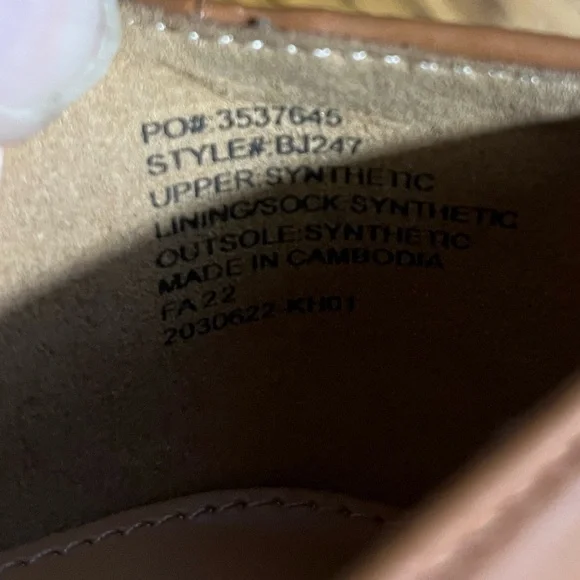 PO#:3537645
STYLE#:BJ247
UPPER:SYNTHETIC
LINING/SOCK:SYNTHETIC
OUTSOLE:SYNTHETIC
MADE IN CAMBODIA
FA 22
2030622-KH01